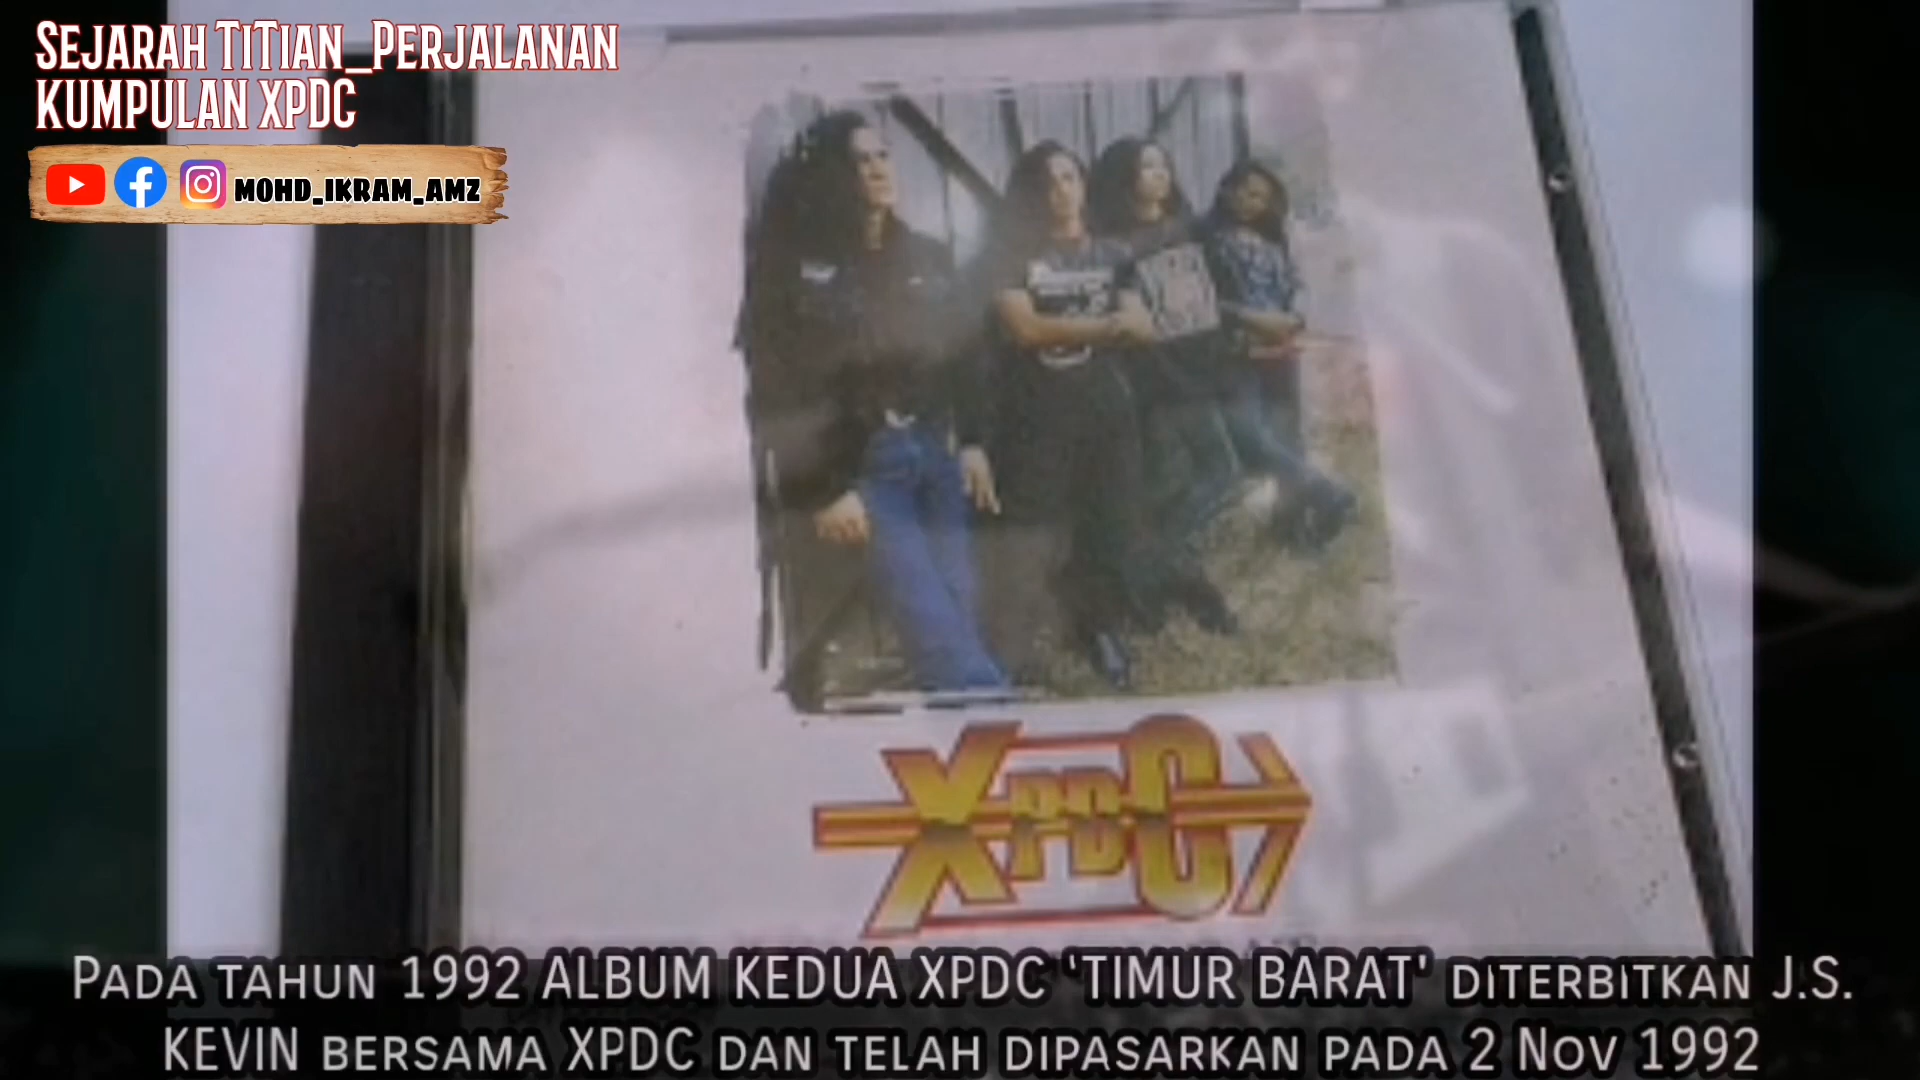 SEJARAH TITIAN_PERJALANAN
KUMPULAN XPDC
MOHD_IKRAM_AMZ
XPDC
PADA TAHUN 1992 ALBUM KEDUA XPDC 'TIMUR BARAT' DITERBITKAN J.S.
KEVIN BERSAMA XPDC DAN TELAH DIPASARKAN PADA 2 NOV 1992